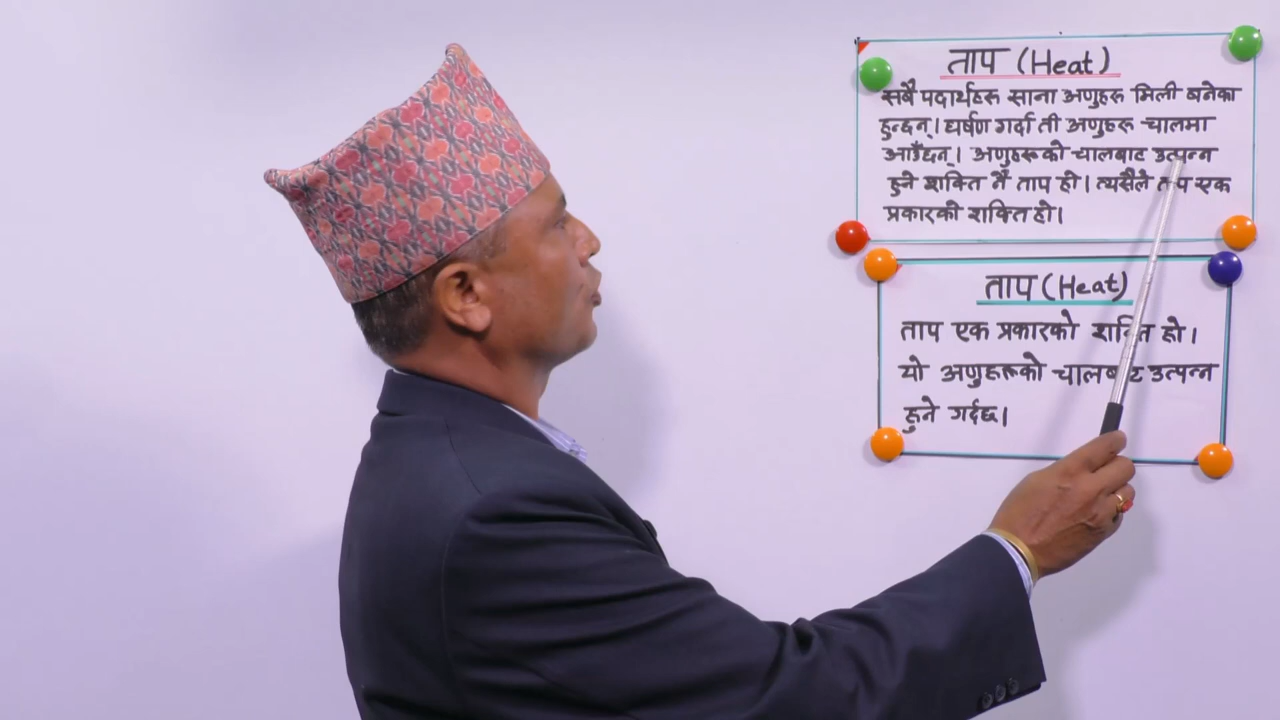 ताप (Heat)
सबै पदार्थहरू साना अणुहरू मिली बनेका
हुन्छन्। घर्षण गर्दा ती अणुहरू चालमा
आउँछन्। अणुहरूको चालबाट उत्पन्न
हुने शक्ति नै ताप हो। त्यसैले ताप एक
प्रकारको शक्ति हो।
ताप (Heat)
ताप एक प्रकारको शक्ति हो।
यो अणुहरूको चालबाट उत्पन्न
हुने गर्दछ।